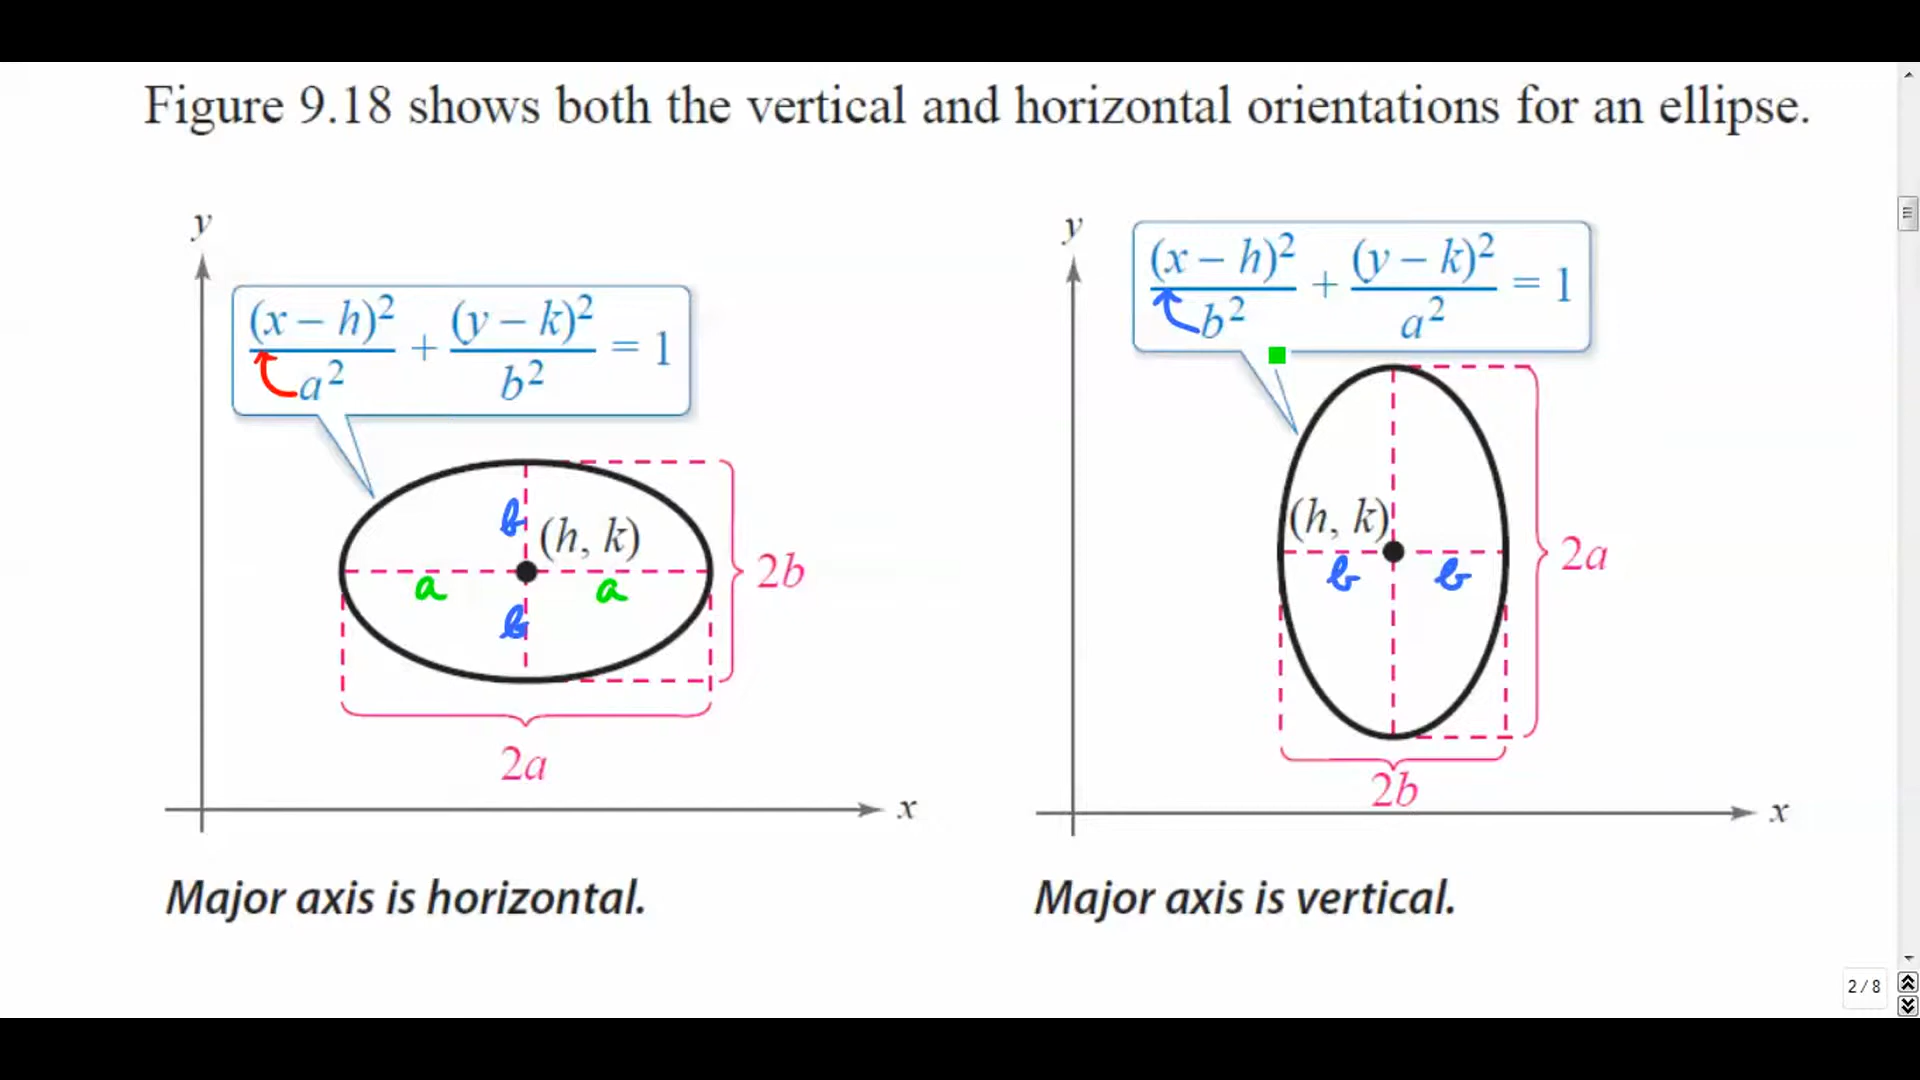 Figure 9.18 shows both the vertical and horizontal orientations for an ellipse.
y
(x – h)²/a² + (y – k)²/b² = 1
b
(h, k)
a a
b
2b
2a
x
Major axis is horizontal.
y
(x – h)²/b² + (y – k)²/a² = 1
(h, k)
b b
2a
2b
x
Major axis is vertical.
2 / 8